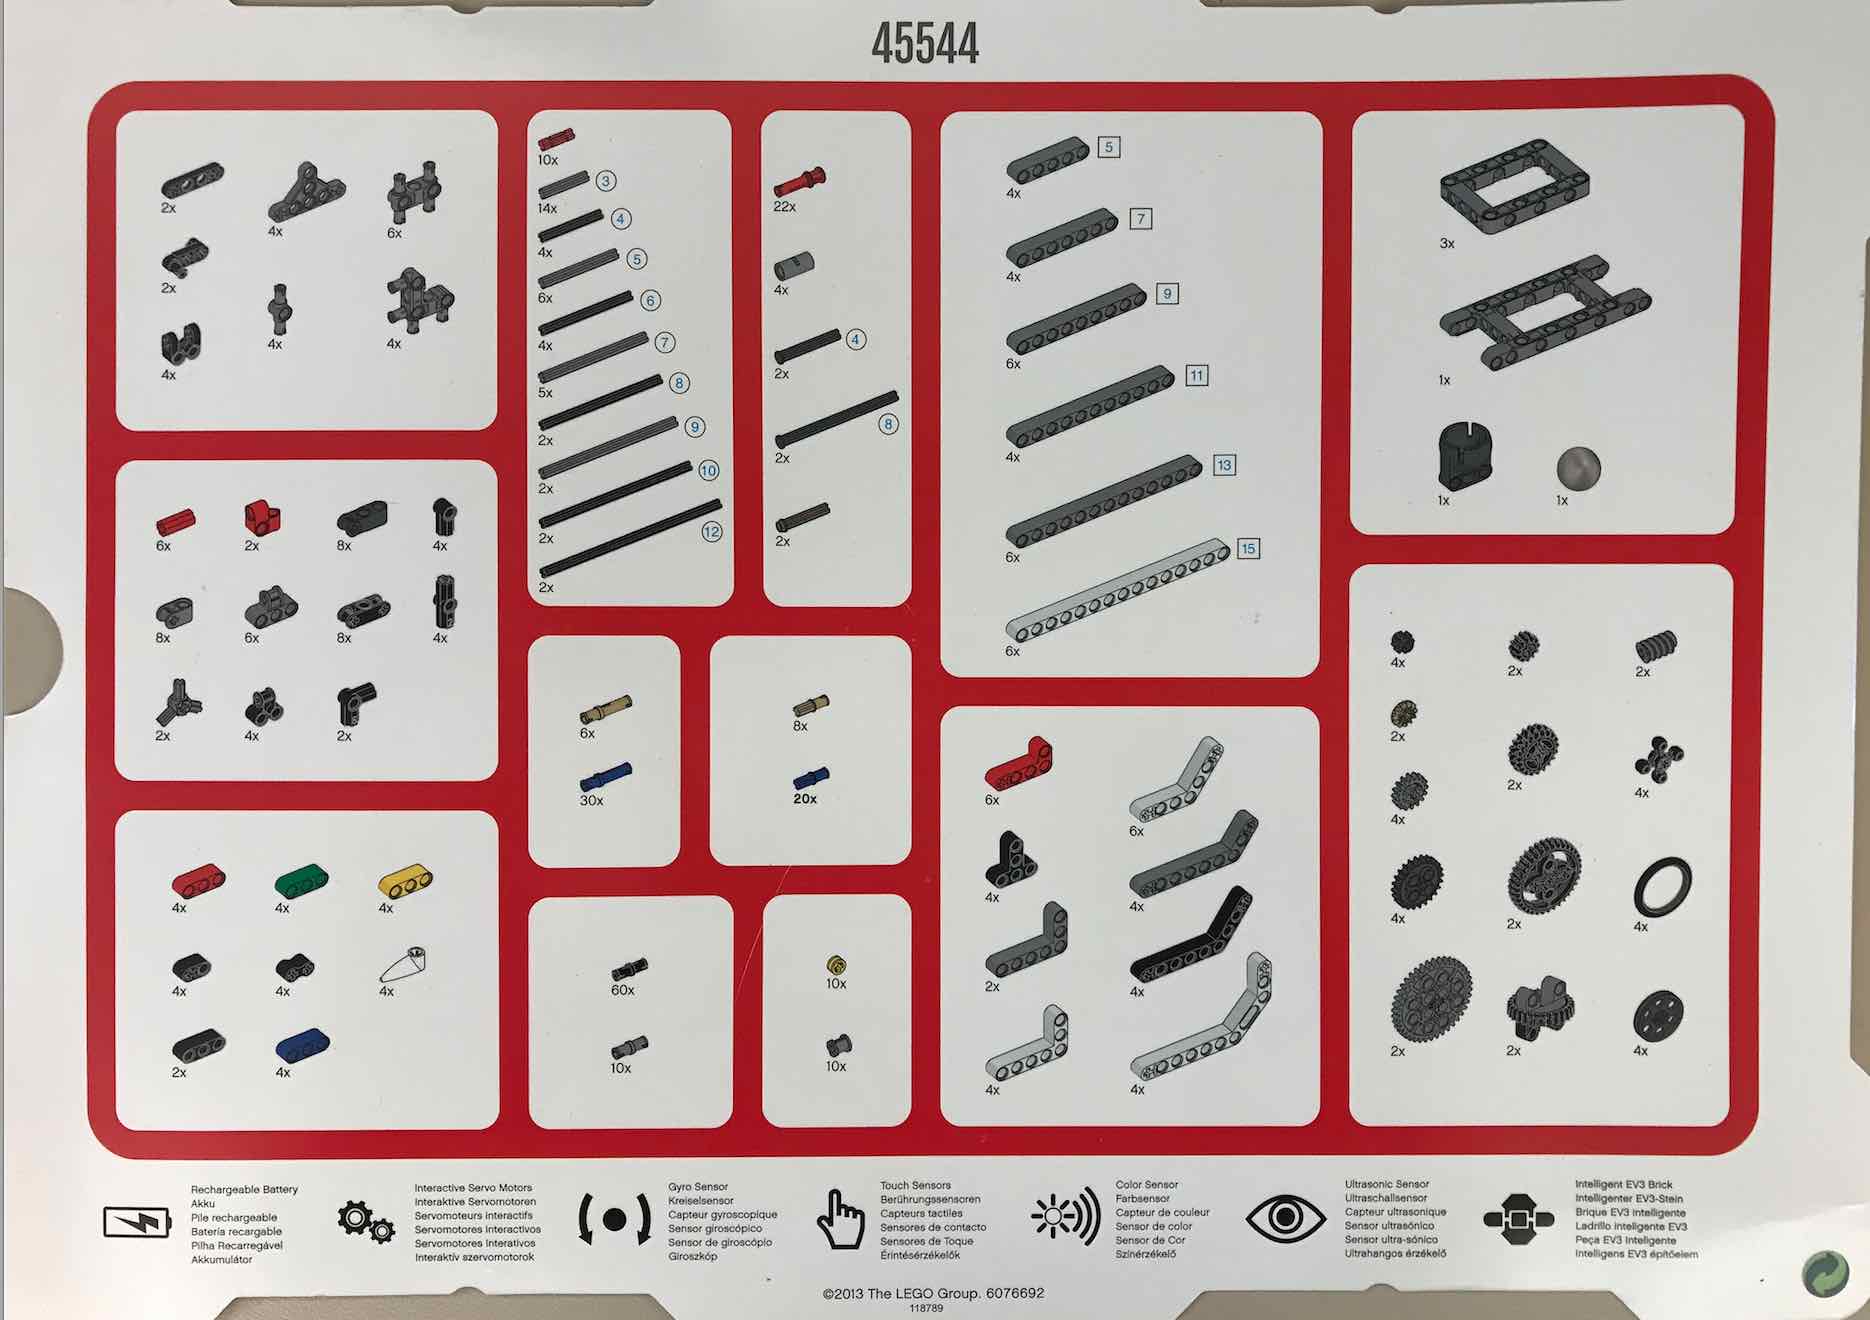 45544
2x
4x
6x
2x
4x
4x
4x
10x
3
14x
4
4x
5
6x
6
4x
7
5x
8
2x
9
2x
10
2x
12
2x
22x
4x
4
2x
8
2x
2x
5
4x
7
4x
9
6x
11
4x
13
6x
15
6x
3x
1x
1x
1x
6x
2x
8x
4x
8x
6x
8x
4x
2x
4x
2x
6x
30x
8x
20x
4x
4x
4x
4x
4x
4x
2x
4x
60x
10x
10x
10x
6x
6x
4x
4x
2x
4x
4x
4x
4x
2x
2x
2x
2x
4x
4x
4x
2x
4x
2x
2x
4x
Rechargeable Battery
Akku
Pile rechargeable
Batería recargable
Pilha Recarregável
Akkumulátor
Interactive Servo Motors
Interaktive Servomotoren
Servomoteurs interactifs
Servomotores Interactivos
Servomotores Interativos
Interaktív szervomotorok
Gyro Sensor
Kreiselsensor
Capteur gyroscopique
Sensor giroscópico
Sensor de giroscópio
Giroszkóp
Touch Sensors
Berührungssensoren
Capteurs tactiles
Sensores de contacto
Sensores de Toque
Érintésérzékelők
Color Sensor
Farbsensor
Capteur de couleur
Sensor de color
Sensor de Cor
Színérzékelő
Ultrasonic Sensor
Ultraschallsensor
Capteur ultrasonique
Sensor ultrasónico
Sensor ultra-sónico
Ultrahangos érzékelő
Intelligent EV3 Brick
Intelligenter EV3-Stein
Brique EV3 intelligente
Ladrillo inteligente EV3
Peça EV3 Inteligente
Intelligens EV3 építőelem
©2013 The LEGO Group. 6076692
118789